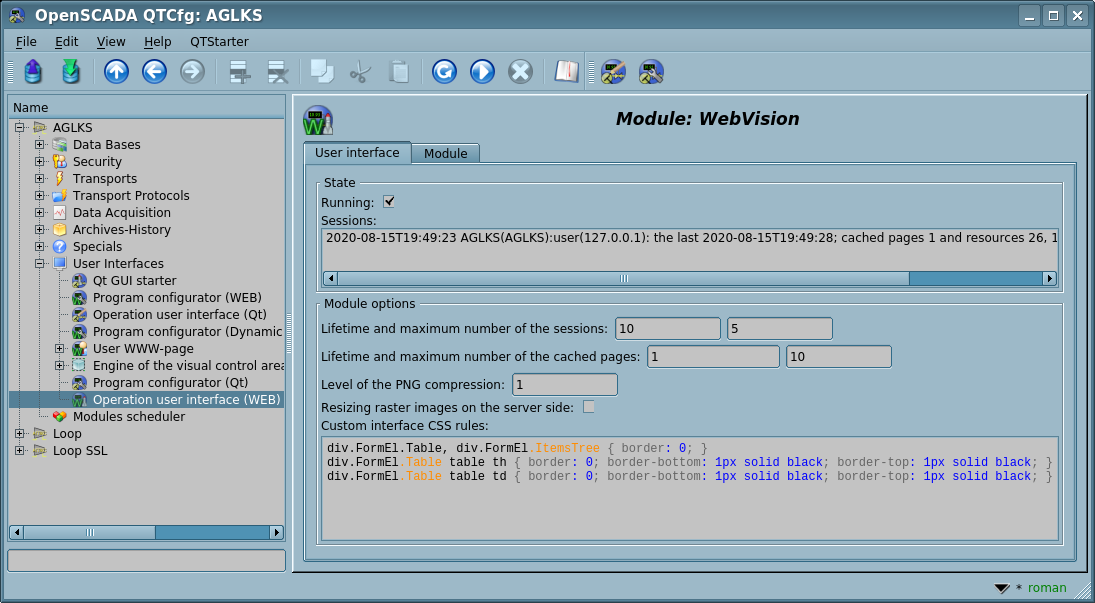 OpenSCADA QTCfg: AGLKS
File Edit View Help QTStarter
Name
AGLKS
Data Bases
Security
Transports
Transport Protocols
Data Acquisition
Archives-History
Specials
User Interfaces
Qt GUI starter
Program configurator (WEB)
Operation user interface (Qt)
Program configurator (Dynamic
User WWW-page
Engine of the visual control area
Program configurator (Qt)
Operation user interface (WEB)
Modules scheduler
Loop
Loop SSL
Module: WebVision
User interface Module
State
Running:
Sessions:
2020-08-15T19:49:23 AGLKS(AGLKS):user(127.0.0.1): the last 2020-08-15T19:49:28; cached pages 1 and resources 26, 1
Module options
Lifetime and maximum number of the sessions: 10 5
Lifetime and maximum number of the cached pages: 1 10
Level of the PNG compression: 1
Resizing raster images on the server side:
Custom interface CSS rules:
div.FormEl.Table, div.FormEl.ItemsTree { border: 0; }
div.FormEl.Table table th { border: 0; border-bottom: 1px solid black; border-top: 1px solid black; }
div.FormEl.Table table td { border: 0; border-bottom: 1px solid black; border-top: 1px solid black; }
* roman